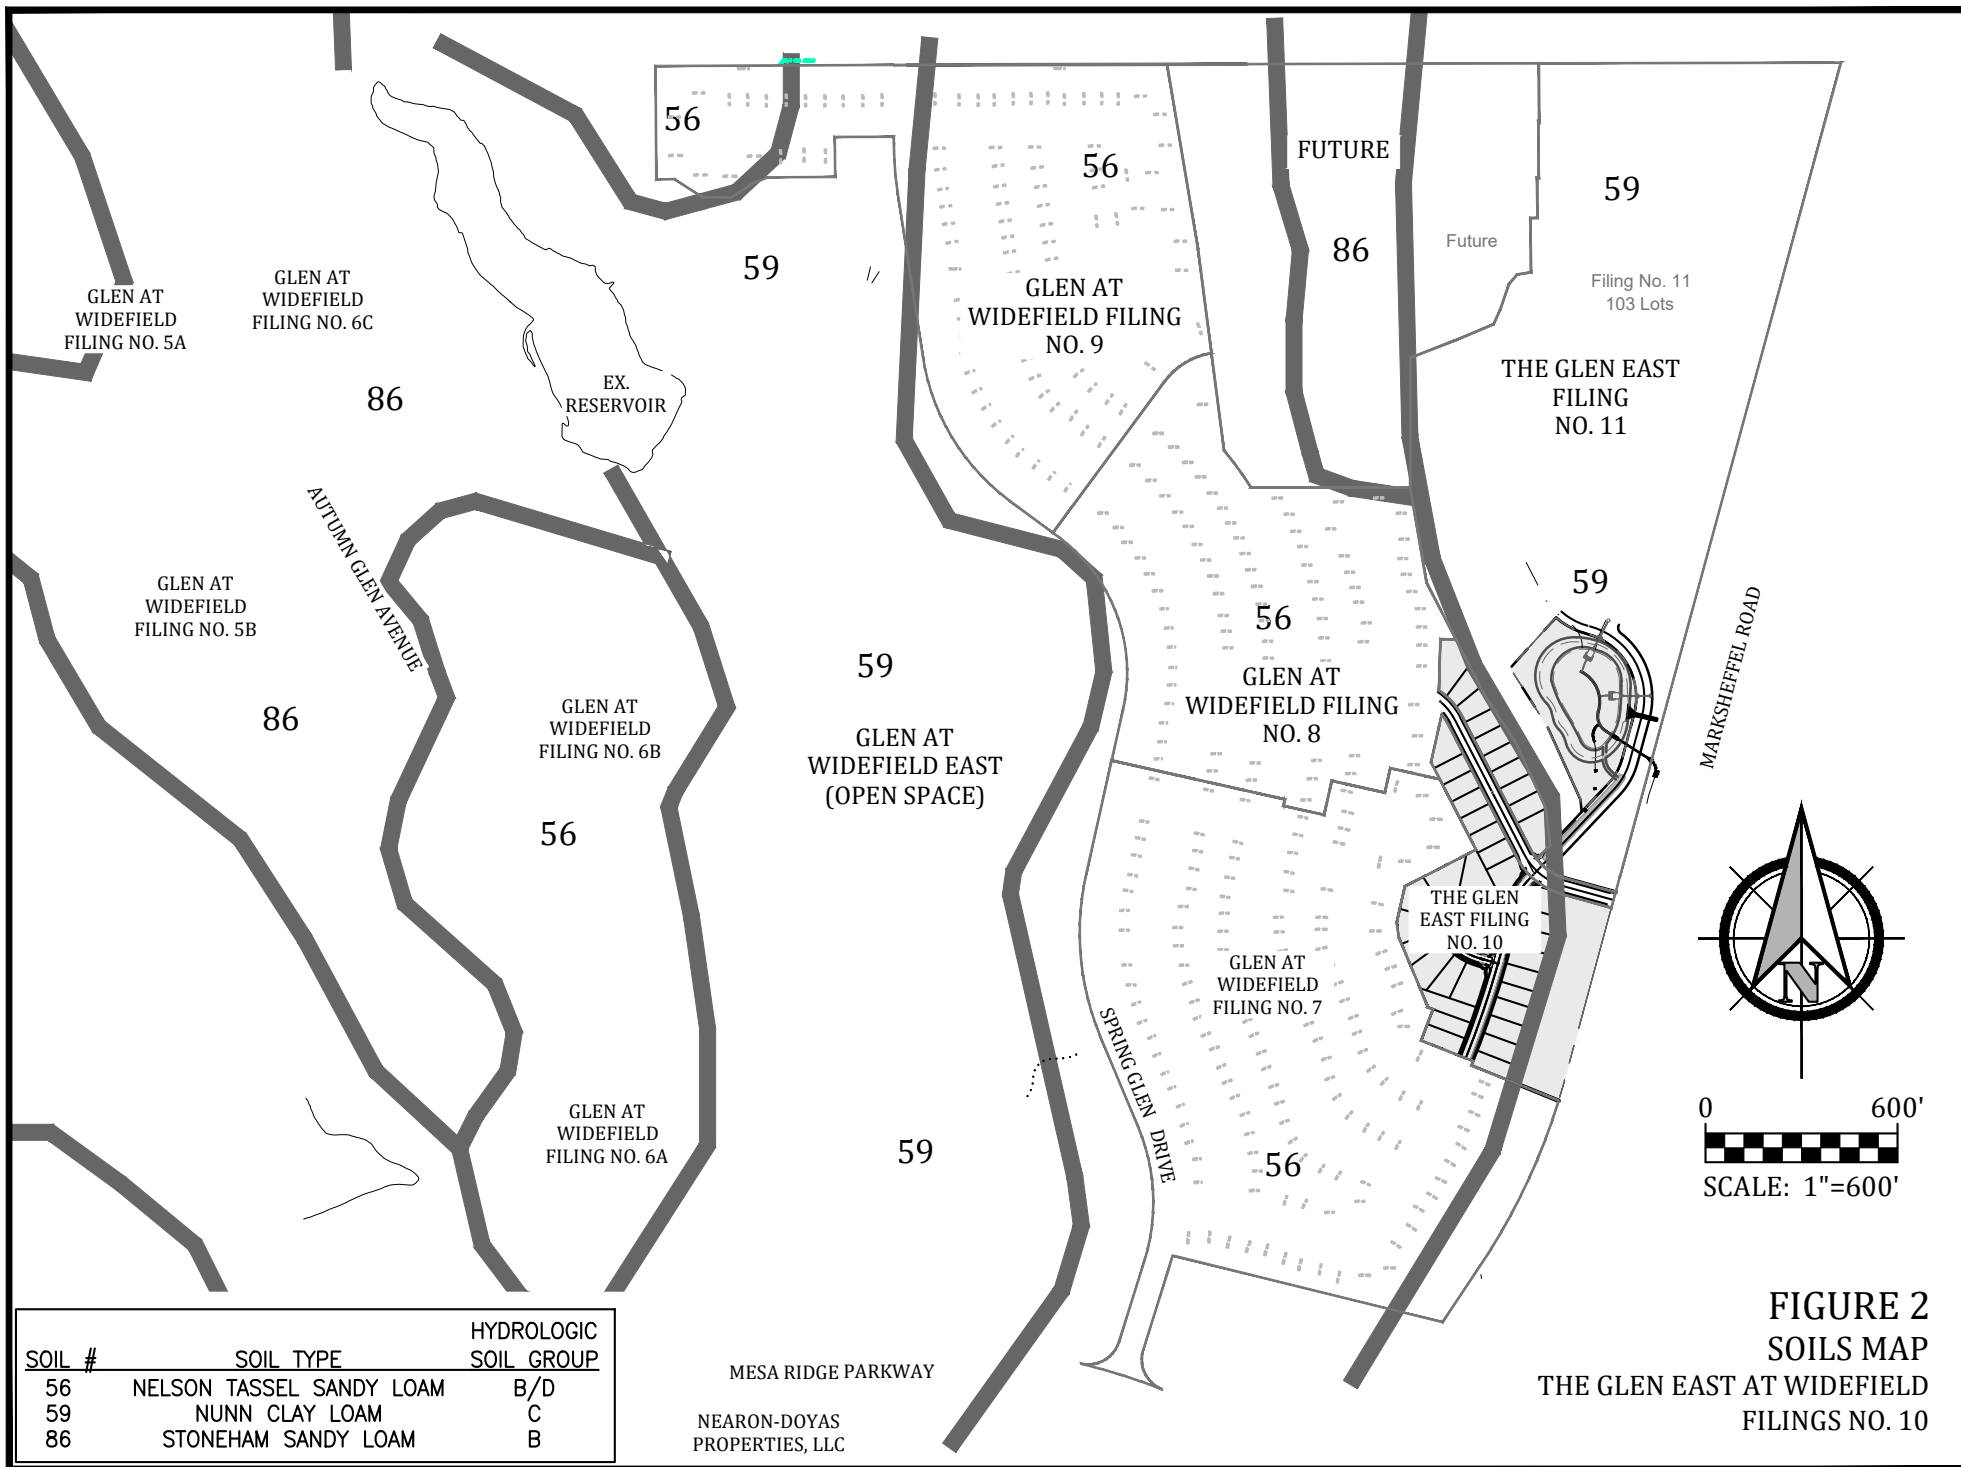 56
56
FUTURE
59
86
59
Future
Filing No. 11
103 Lots
GLEN AT
WIDEFIELD
FILING NO. 5A
GLEN AT
WIDEFIELD
FILING NO. 6C
GLEN AT
WIDEFIELD FILING
NO. 9
THE GLEN EAST
FILING
NO. 11
86
EX.
RESERVOIR
AUTUMN GLEN AVENUE
GLEN AT
WIDEFIELD
FILING NO. 5B
86
59
56
59
GLEN AT
WIDEFIELD FILING
NO. 8
MARKSHEFFEL ROAD
GLEN AT
WIDEFIELD
FILING NO. 6B
56
GLEN AT
WIDEFIELD EAST
(OPEN SPACE)
THE GLEN
EAST FILING
NO. 10
GLEN AT
WIDEFIELD
FILING NO. 7
SPRING GLEN DRIVE
N
GLEN AT
WIDEFIELD
FILING NO. 6A
59
56
0 600'
SCALE: 1"=600'
HYDROLOGIC
SOIL # SOIL TYPE SOIL GROUP
56 NELSON TASSEL SANDY LOAM B/D
59 NUNN CLAY LOAM C
86 STONEHAM SANDY LOAM B
MESA RIDGE PARKWAY
NEARON-DOYAS
PROPERTIES, LLC
FIGURE 2
SOILS MAP
THE GLEN EAST AT WIDEFIELD
FILINGS NO. 10